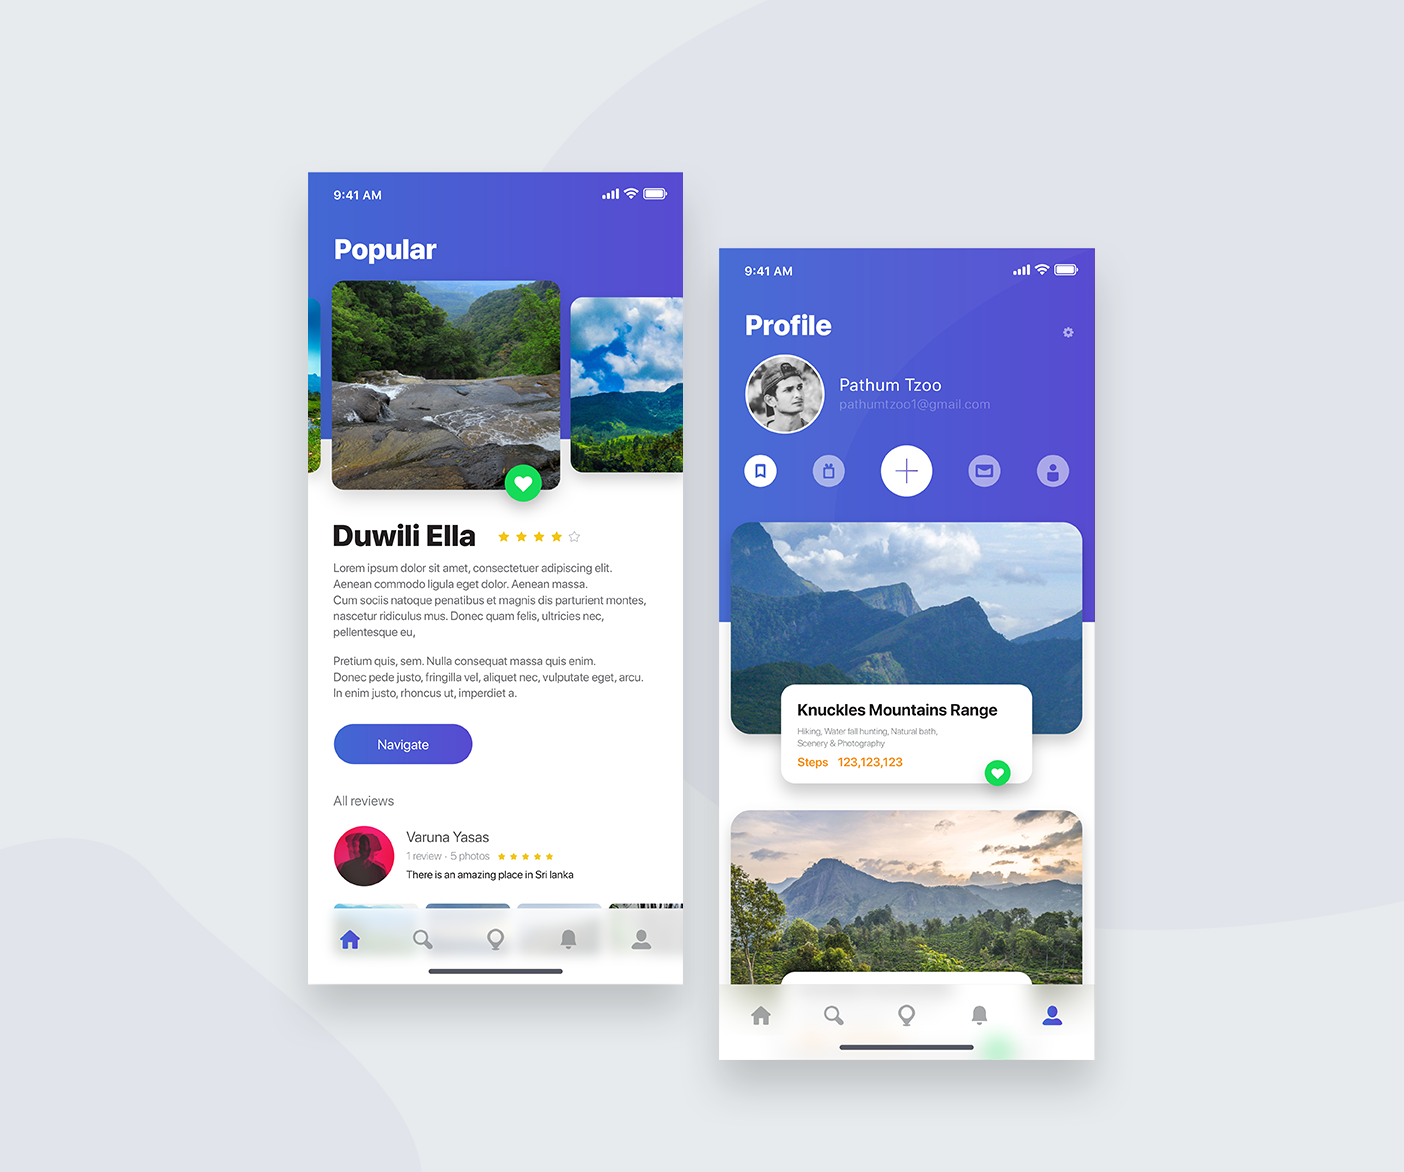 9:41 AM
Popular
Duwili Ella
Lorem ipsum dolor sit amet, consectetuer adipiscing elit.
Aenean commodo ligula eget dolor. Aenean massa.
Cum sociis natoque penatibus et magnis dis parturient montes,
nascetur ridiculus mus. Donec quam felis, ultricies nec,
pellentesque eu,
Pretium quis, sem. Nulla consequat massa quis enim.
Donec pede justo, fringilla vel, aliquet nec, vulputate eget, arcu.
In enim justo, rhoncus ut, imperdiet a.
Navigate
All reviews
Varuna Yasas
1 review · 5 photos
There is an amazing place in Sri lanka
9:41 AM
Profile
Pathum Tzoo
pathumtzoo1@gmail.com
Knuckles Mountains Range
Hiking, Water fall hunting, Natural bath,
Scenery & Photography
Steps 123,123,123